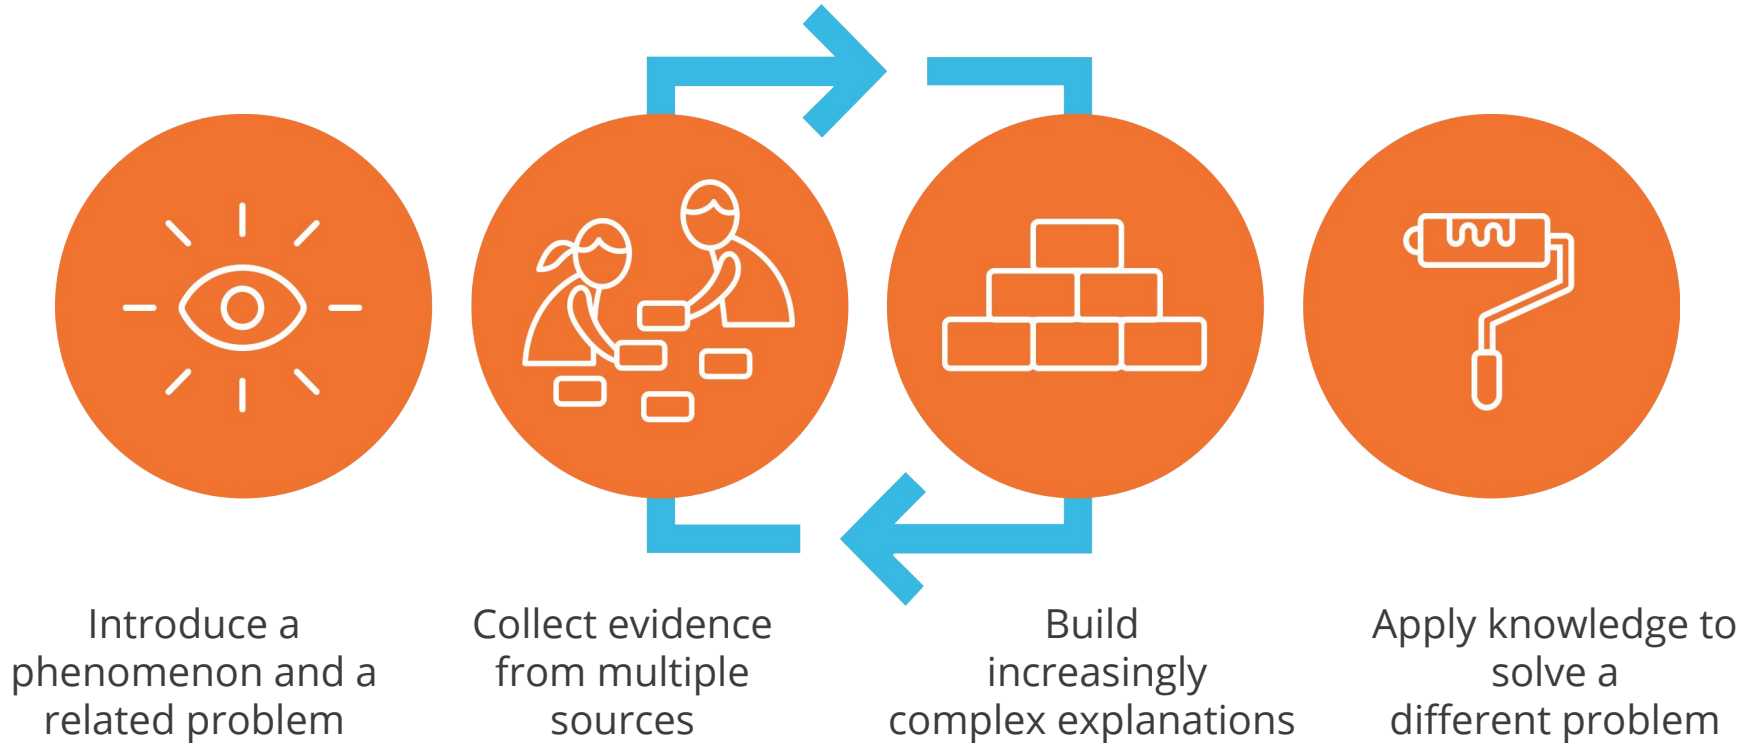 Introduce a
phenomenon and a
related problem
Collect evidence
from multiple
sources
Build
increasingly
complex explanations
Apply knowledge to
solve a
different problem